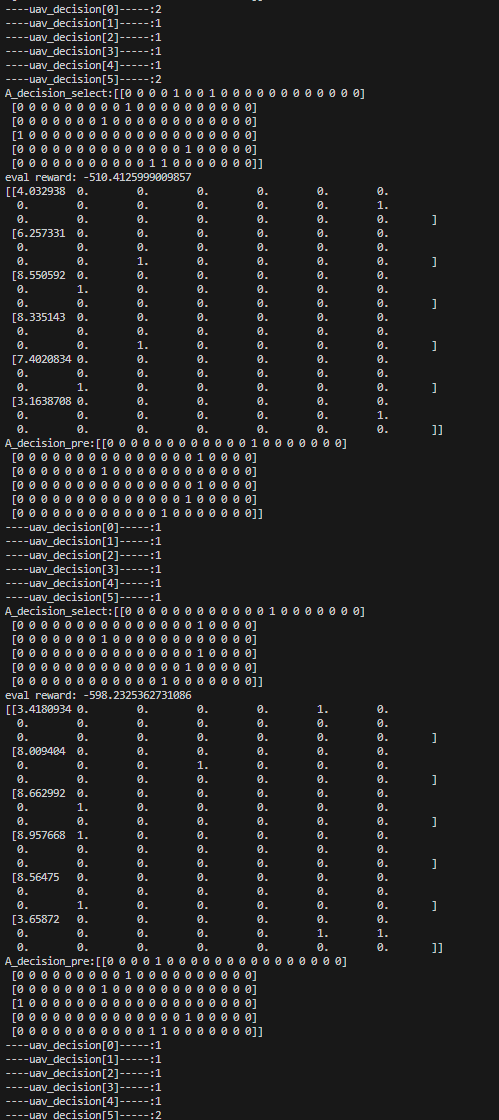 ----uav_decision[0]-----:2
----uav_decision[1]-----:1
----uav_decision[2]-----:1
----uav_decision[3]-----:1
----uav_decision[4]-----:1
----uav_decision[5]-----:2
A_decision_select:[[0 0 0 0 1 0 0 1 0 0 0 0 0 0 0 0 0 0 0 0]
[0 0 0 0 0 0 0 0 0 1 0 0 0 0 0 0 0 0 0 0]
[0 0 0 0 0 0 0 1 0 0 0 0 0 0 0 0 0 0 0 0]
[1 0 0 0 0 0 0 0 0 0 0 0 0 0 0 0 0 0 0 0]
[0 0 0 0 0 0 0 0 0 0 0 0 0 0 1 0 0 0 0 0]
[0 0 0 0 0 0 0 0 0 0 0 1 1 0 0 0 0 0 0 0]]
eval reward: -510.4125999009857
[[4.032938 0. 0. 0. 0. 0. 0.
0. 0. 0. 0. 0. 0. 1.
0. 0. 0. 0. 0. 0. 0. ]
[6.257331 0. 0. 0. 0. 0. 0.
0. 0. 0. 0. 0. 0. 0.
0. 0. 1. 0. 0. 0. 0. ]
[8.550592 0. 0. 0. 0. 0. 0.
0. 1. 0. 0. 0. 0. 0.
0. 0. 0. 0. 0. 0. 0. ]
[8.335143 0. 0. 0. 0. 0. 0.
0. 0. 0. 0. 0. 0. 0.
0. 0. 1. 0. 0. 0. 0. ]
[7.4020834 0. 0. 0. 0. 0. 0.
0. 0. 0. 0. 0. 0. 0.
0. 1. 0. 0. 0. 0. 0. ]
[3.1638708 0. 0. 0. 0. 0. 0.
0. 0. 0. 0. 0. 0. 1.
0. 0. 0. 0. 0. 0. 0. ]]
A_decision_pre:[[0 0 0 0 0 0 0 0 0 0 0 0 1 0 0 0 0 0 0 0]
[0 0 0 0 0 0 0 0 0 0 0 0 0 0 0 1 0 0 0 0]
[0 0 0 0 0 0 0 1 0 0 0 0 0 0 0 0 0 0 0 0]
[0 0 0 0 0 0 0 0 0 0 0 0 0 0 0 1 0 0 0 0]
[0 0 0 0 0 0 0 0 0 0 0 0 0 0 1 0 0 0 0 0]
[0 0 0 0 0 0 0 0 0 0 0 0 1 0 0 0 0 0 0 0]]
----uav_decision[0]-----:1
----uav_decision[1]-----:1
----uav_decision[2]-----:1
----uav_decision[3]-----:1
----uav_decision[4]-----:1
----uav_decision[5]-----:1
A_decision_select:[[0 0 0 0 0 0 0 0 0 0 0 0 1 0 0 0 0 0 0 0]
[0 0 0 0 0 0 0 0 0 0 0 0 0 0 0 1 0 0 0 0]
[0 0 0 0 0 0 0 1 0 0 0 0 0 0 0 0 0 0 0 0]
[0 0 0 0 0 0 0 0 0 0 0 0 0 0 0 1 0 0 0 0]
[0 0 0 0 0 0 0 0 0 0 0 0 0 0 1 0 0 0 0 0]
[0 0 0 0 0 0 0 0 0 0 0 0 1 0 0 0 0 0 0 0]]
eval reward: -598.2325362731086
[[3.4180934 0. 0. 0. 0. 1. 0.
0. 0. 0. 0. 0. 0. 0.
0. 0. 0. 0. 0. 0. 0. ]
[8.009404 0. 0. 0. 0. 0. 0.
0. 0. 0. 1. 0. 0. 0.
0. 0. 0. 0. 0. 0. 0. ]
[8.662992 0. 0. 0. 0. 0. 0.
0. 1. 0. 0. 0. 0. 0.
0. 0. 0. 0. 0. 0. 0. ]
[8.957668 1. 0. 0. 0. 0. 0.
0. 0. 0. 0. 0. 0. 0.
0. 0. 0. 0. 0. 0. 0. ]
[8.56475 0. 0. 0. 0. 0. 0.
0. 0. 0. 0. 0. 0. 0.
0. 1. 0. 0. 0. 0. 0. ]
[3.65872 0. 0. 0. 0. 0. 0.
0. 0. 0. 0. 0. 1. 1.
0. 0. 0. 0. 0. 0. 0. ]]
A_decision_pre:[[0 0 0 0 1 0 0 0 0 0 0 0 0 0 0 0 0 0 0 0]
[0 0 0 0 0 0 0 0 0 1 0 0 0 0 0 0 0 0 0 0]
[0 0 0 0 0 0 0 1 0 0 0 0 0 0 0 0 0 0 0 0]
[1 0 0 0 0 0 0 0 0 0 0 0 0 0 0 0 0 0 0 0]
[0 0 0 0 0 0 0 0 0 0 0 0 0 0 1 0 0 0 0 0]
[0 0 0 0 0 0 0 0 0 0 0 1 1 0 0 0 0 0 0 0]]
----uav_decision[0]-----:1
----uav_decision[1]-----:1
----uav_decision[2]-----:1
----uav_decision[3]-----:1
----uav_decision[4]-----:1
----uav_decision[5]-----:2